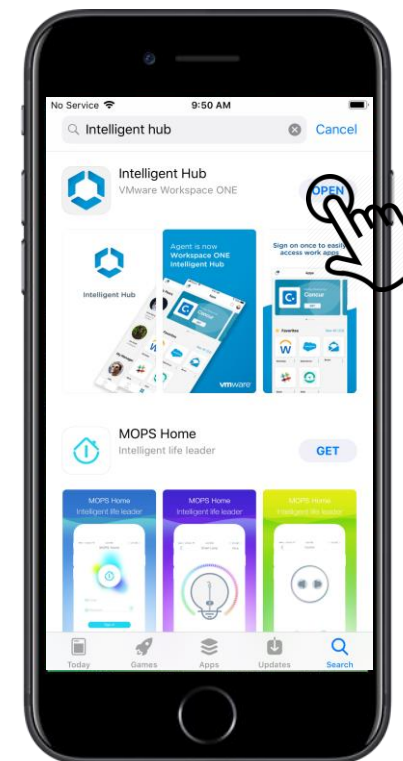 No Service 9:50 AM
Intelligent hub Cancel
Intelligent Hub
VMware Workspace ONE
OPEN
Intelligent Hub
Agent is now
Workspace ONE
Intelligent Hub
Concur
vmware
Sign on once to easily
access work apps
Concur
Favorites
MOPS Home
Intelligent life leader
GET
MOPS Home
Intelligent life leader
MOPS Home
Intelligent life leader
MOPS Home
Intelligent life leader
Today Games Apps Updates Search